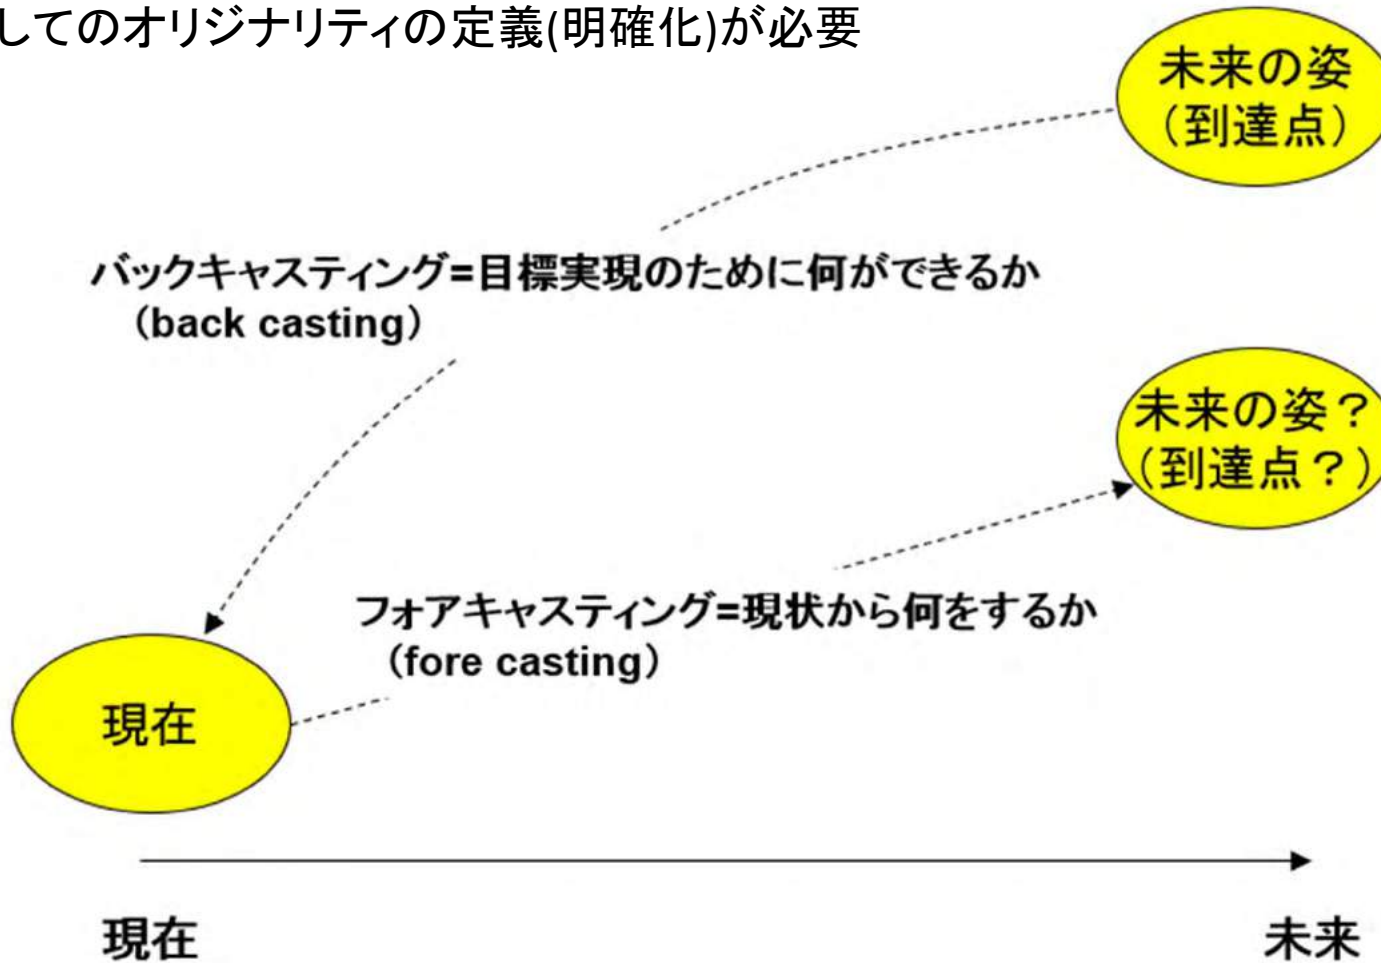 してのオリジナリティの定義(明確化)が必要
未来の姿
（到達点）
バックキャスティング=目標実現のために何ができるか
（back casting）
未来の姿？
（到達点？）
フォアキャスティング=現状から何をするか
（fore casting）
現在
現在
未来